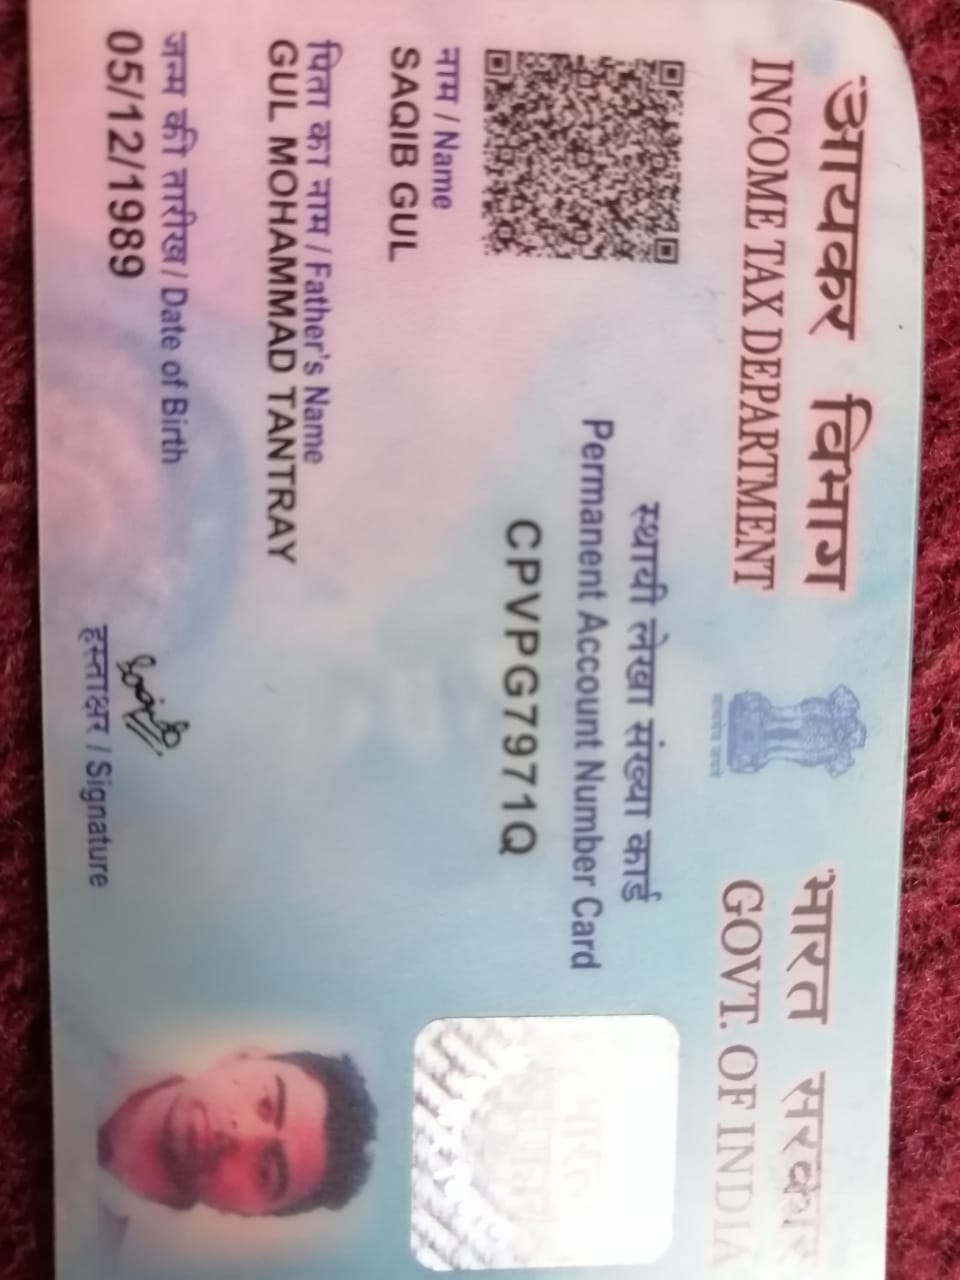 आयकर विभाग
INCOME TAX DEPARTMENT
भारत सरकार
GOVT. OF INDIA
स्थायी लेखा संख्या कार्ड
Permanent Account Number Card
CPVPG7971Q
नाम / Name
SAQIB GUL
पिता का नाम / Father's Name
GUL MOHAMMAD TANTRAY
जन्म की तारीख / Date of Birth
05/12/1989
हस्ताक्षर / Signature